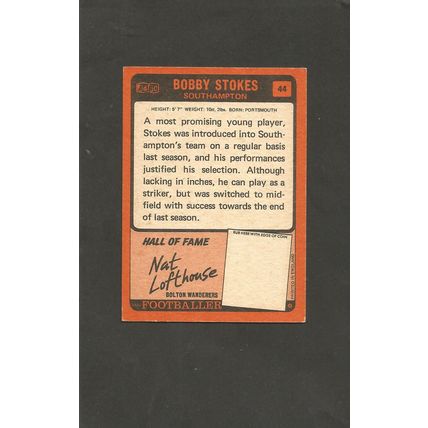 BOBBY STOKES
SOUTHAMPTON
44
HEIGHT: 5' 7" WEIGHT: 10st. 2lbs. BORN: PORTSMOUTH
A most promising young player,
Stokes was introduced into South-
ampton's team on a regular basis
last season, and his performances
justified his selection. Although
lacking in inches, he can play as a
striker, but was switched to mid-
field with success towards the end
of last season.
RUB HERE WITH EDGE OF COIN
HALL OF FAME
Nat
Lofthouse
BOLTON WANDERERS
FOOTBALLER
PRINTED IN ENGLAND